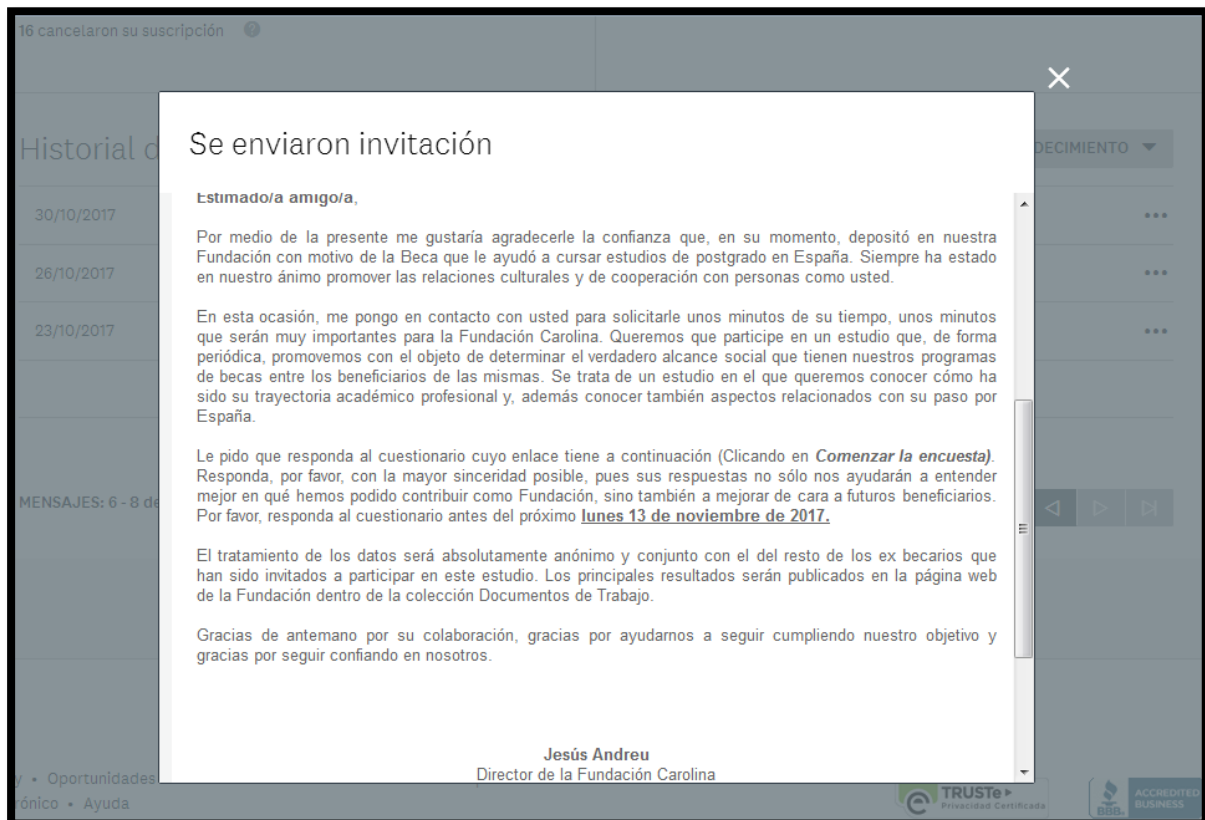 16 cancelaron su suscripción ?
Historial d
DECIMIENTO
Se enviaron invitación
30/10/2017
26/10/2017
23/10/2017
Estimado/a amigo/a,
Por medio de la presente me gustaría agradecerle la confianza que, en su momento, depositó en nuestra
Fundación con motivo de la Beca que le ayudó a cursar estudios de postgrado en España. Siempre ha estado
en nuestro ánimo promover las relaciones culturales y de cooperación con personas como usted.
En esta ocasión, me pongo en contacto con usted para solicitarle unos minutos de su tiempo, unos minutos
que serán muy importantes para la Fundación Carolina. Queremos que participe en un estudio que, de forma
periódica, promovemos con el objeto de determinar el verdadero alcance social que tienen nuestros programas
de becas entre los beneficiarios de las mismas. Se trata de un estudio en el que queremos conocer cómo ha
sido su trayectoria académico profesional y, además conocer también aspectos relacionados con su paso por
España.
Le pido que responda al cuestionario cuyo enlace tiene a continuación (Clicando en Comenzar la encuesta).
Responda, por favor, con la mayor sinceridad posible, pues sus respuestas no sólo nos ayudarán a entender
mejor en qué hemos podido contribuir como Fundación, sino también a mejorar de cara a futuros beneficiarios.
Por favor, responda al cuestionario antes del próximo lunes 13 de noviembre de 2017.
El tratamiento de los datos será absolutamente anónimo y conjunto con el del resto de los ex becarios que
han sido invitados a participar en este estudio. Los principales resultados serán publicados en la página web
de la Fundación dentro de la colección Documentos de Trabajo.
Gracias de antemano por su colaboración, gracias por ayudarnos a seguir cumpliendo nuestro objetivo y
gracias por seguir confiando en nosotros.
Jesús Andreu
Director de la Fundación Carolina
MENSAJES: 6 - 8 de
y • Oportunidades
rónico • Ayuda
TRUSTe
Privacidad Certificada
BBB.
ACCREDITED
BUSINESS